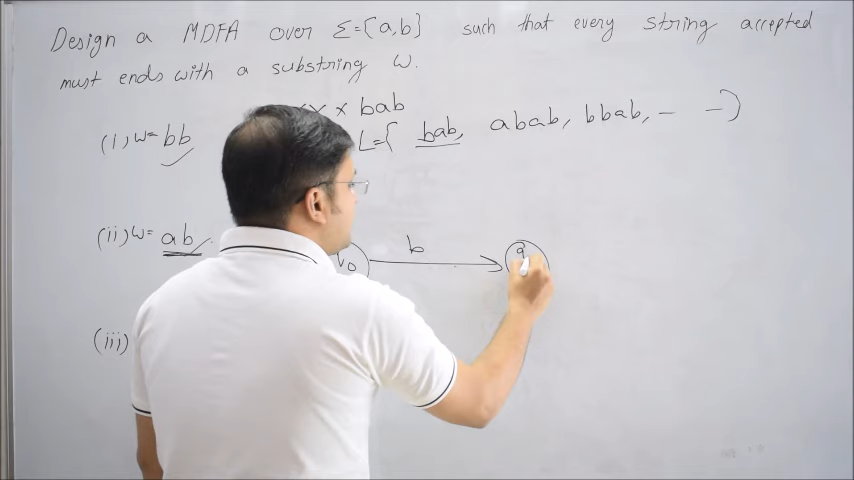 Design a MDFA over Σ={a,b} such that every string accepted
must ends with a substring w.
x x bab
(i) w= bb L={ bab, abab, bbab, - -}
(ii) w= ab
b
(iii)